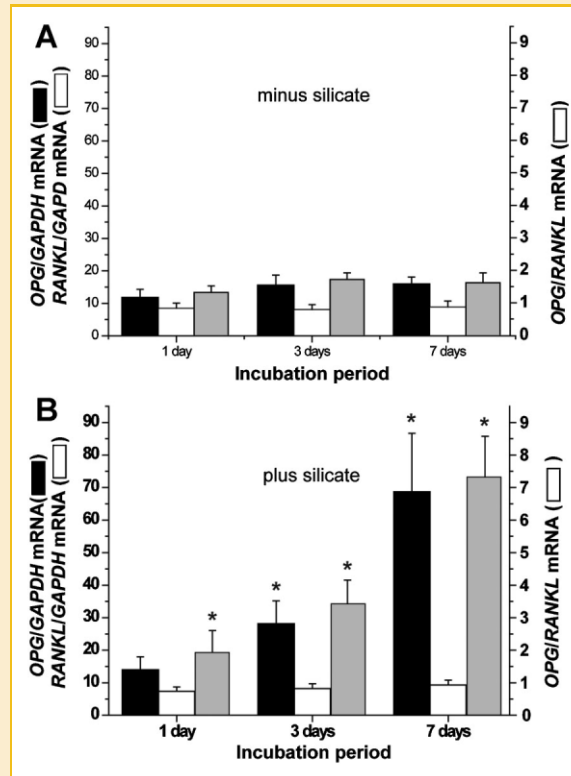 A
minus silicate
OPG/GAPDH mRNA ( )
RANKL/GAPD mRNA ( )
90
80
70
60
50
40
30
20
10
0
OPG/RANKL mRNA ( )
9
8
7
6
5
4
3
2
1
0
1 day 3 days 7 days
Incubation period
B
plus silicate
OPG/GAPDH mRNA( )
RANKL/GAPDH mRNA ( )
90
80
70
60
50
40
30
20
10
0
* * * * *
OPG/RANKL mRNA ( )
9
8
7
6
5
4
3
2
1
0
1 day 3 days 7 days
Incubation period